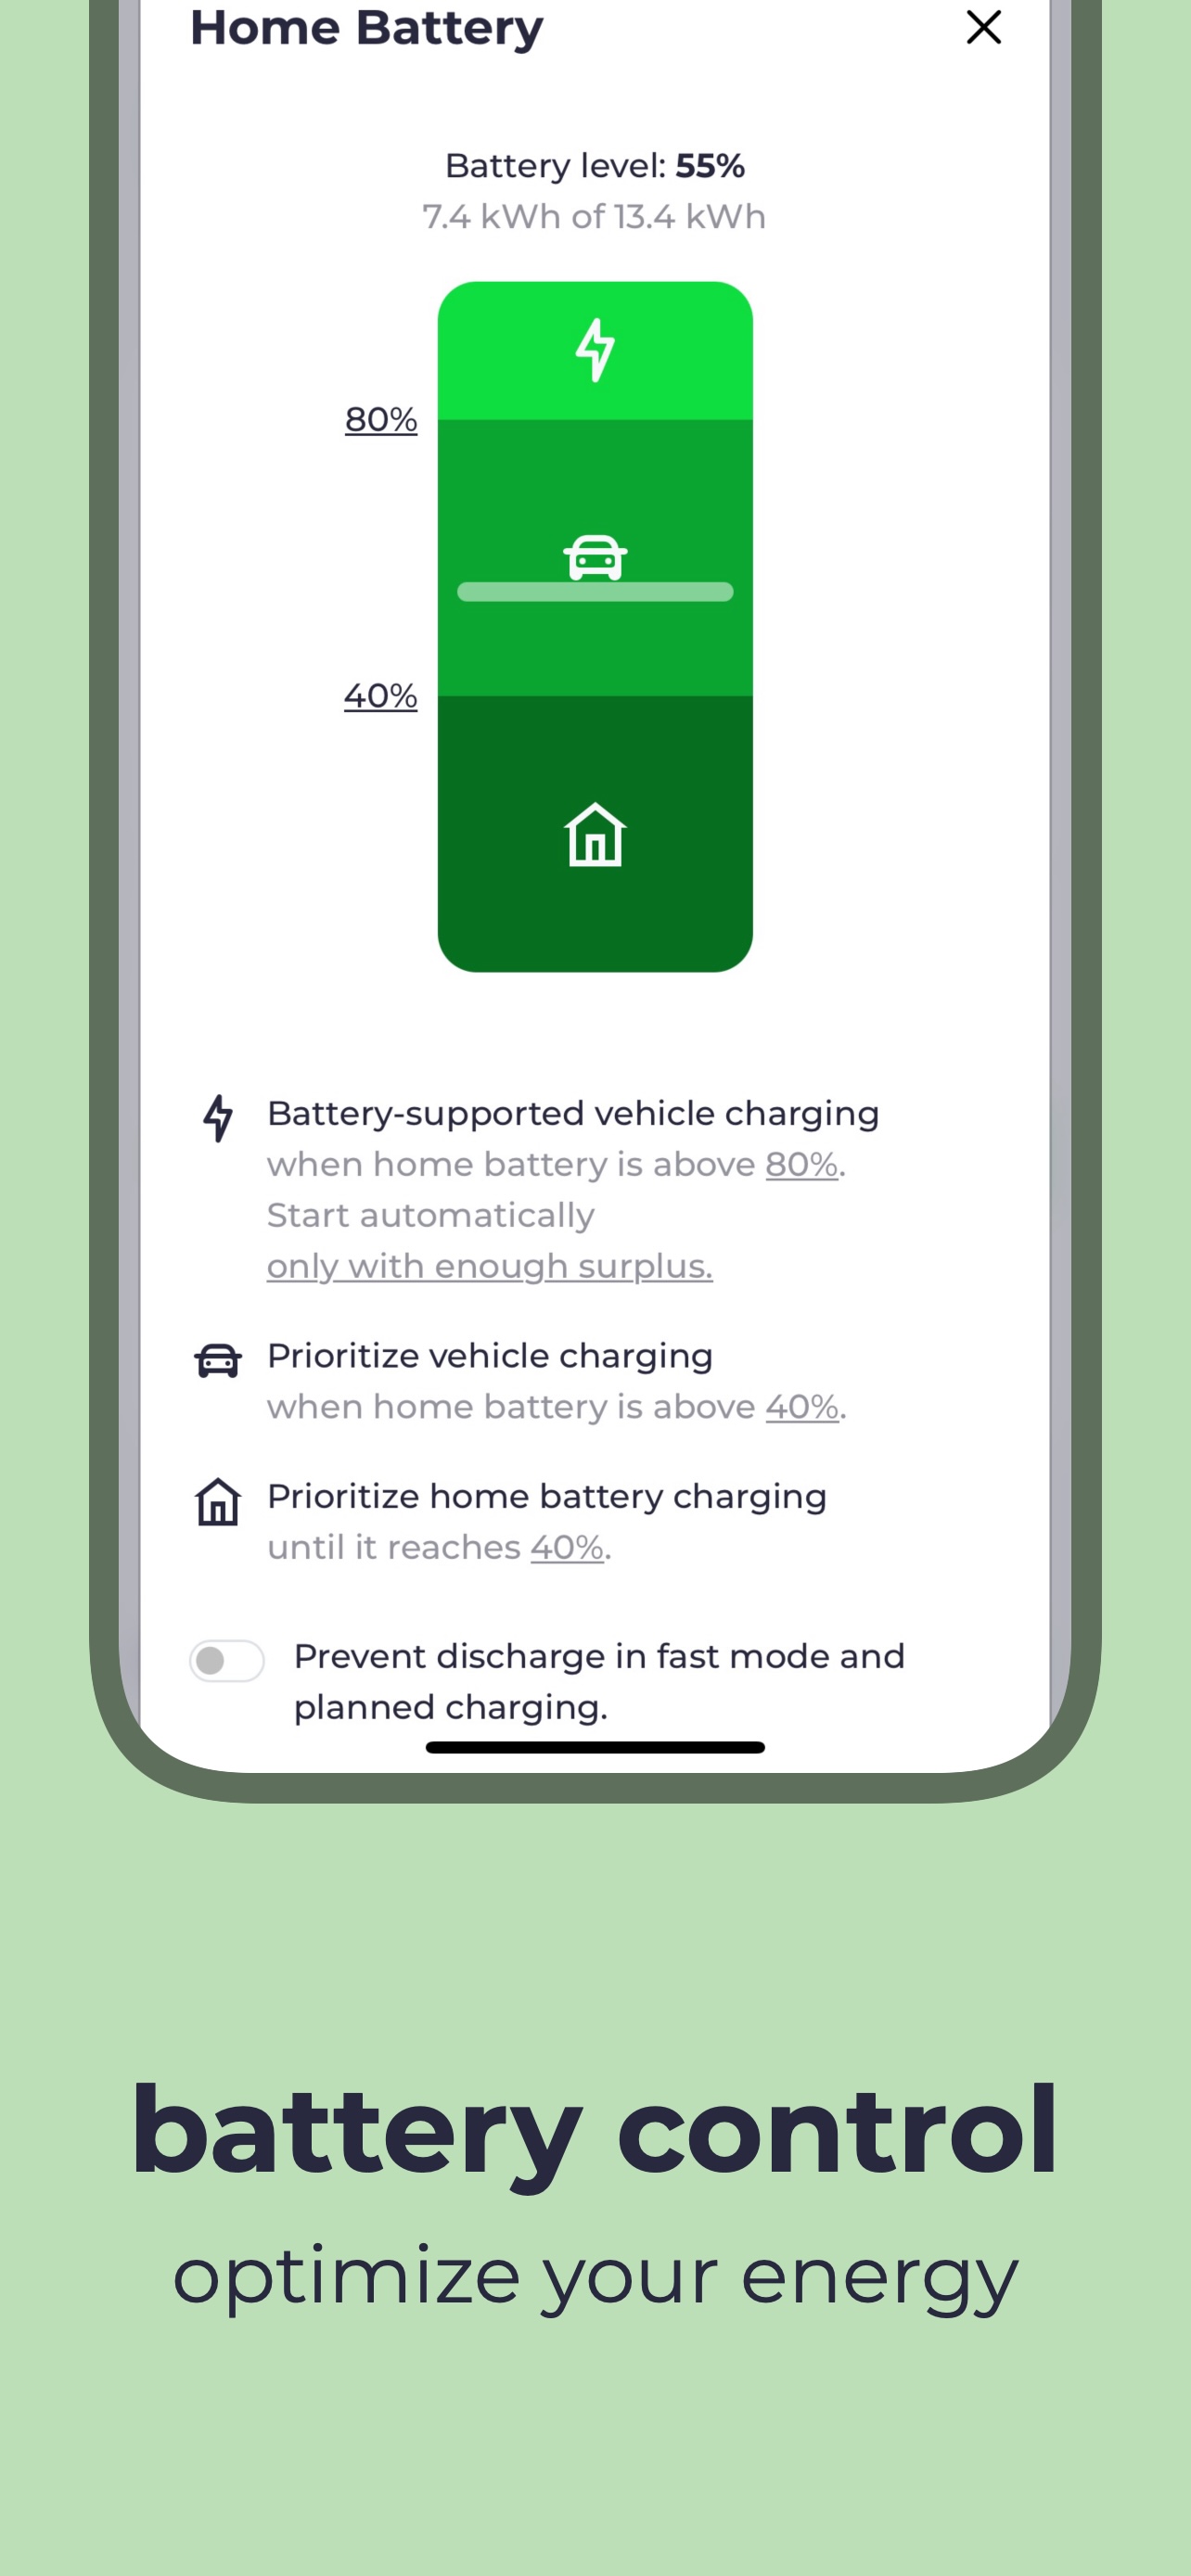 Home Battery
Battery level: 55%
7.4 kWh of 13.4 kWh
80%
40%
Battery-supported vehicle charging
when home battery is above 80%.
Start automatically
only with enough surplus.
Prioritize vehicle charging
when home battery is above 40%.
Prioritize home battery charging
until it reaches 40%.
Prevent discharge in fast mode and
planned charging.
battery control
optimize your energy